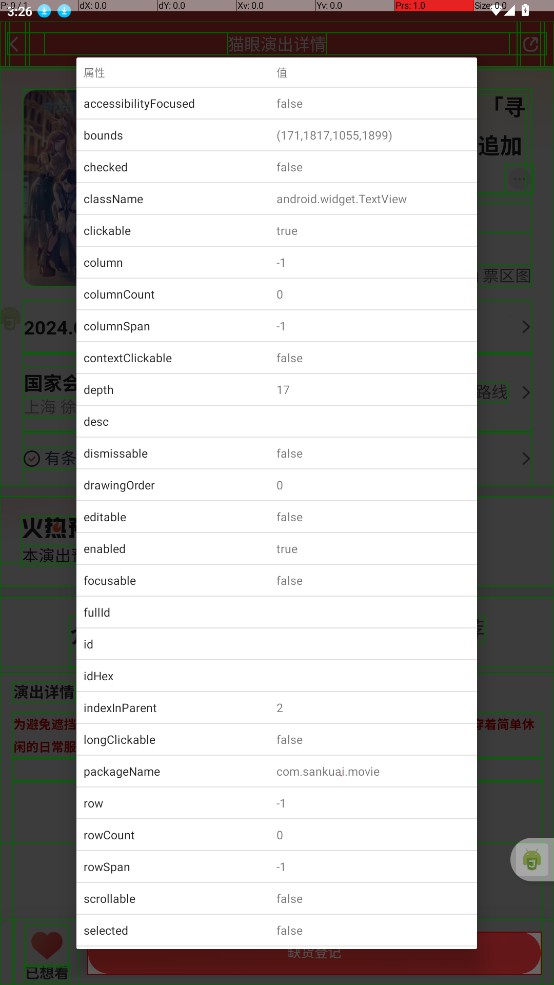 P: 0 / 1 dX: 0.0 dY: 0.0 Xv: 0.0 Yv: 0.0 Prs: 1.0 Size: 0.0
3:26
猫眼演出详情
「寻
追加
票区图
属性 值
accessibilityFocused false
bounds (171,1817,1055,1899)
checked false
className android.widget.TextView
clickable true
column -1
columnCount 0
columnSpan -1
contextClickable false
depth 17
desc
dismissable false
drawingOrder 0
editable false
enabled true
focusable false
fullId
id
idHex
indexInParent 2
longClickable false
packageName com.sankuai.movie
row -1
rowCount 0
rowSpan -1
scrollable false
selected false
2024.
国家会
上海 徐
路线
有条
火热
本演出
演出详情
为避免遮挡
穿着简单休
闲的日常服
已想看
缺货登记